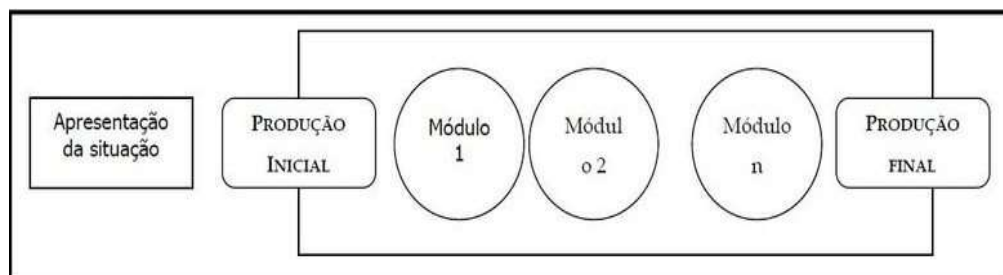 Apresentação
da situação
PRODUÇÃO
INICIAL
Módulo
1
Módul
o 2
Módulo
n
PRODUÇÃO
FINAL